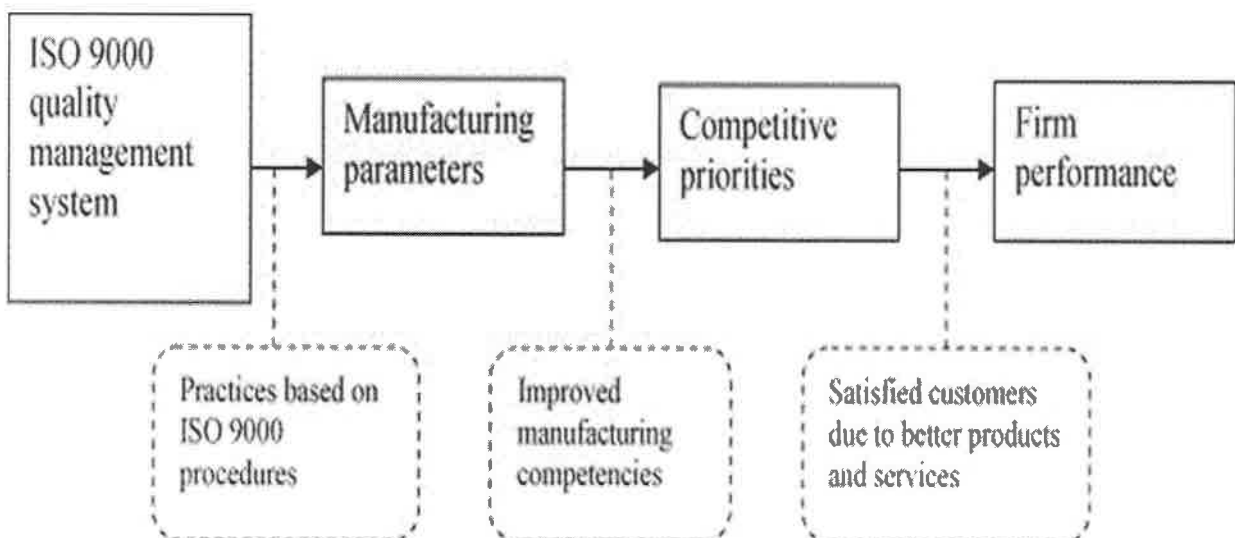 ISO 9000
quality
management
system
Manufacturing
parameters
Competitive
priorities
Firm
performance
Practices based on
ISO 9000
procedures
Improved
manufacturing
competencies
Satisfied customers
due to better products
and services